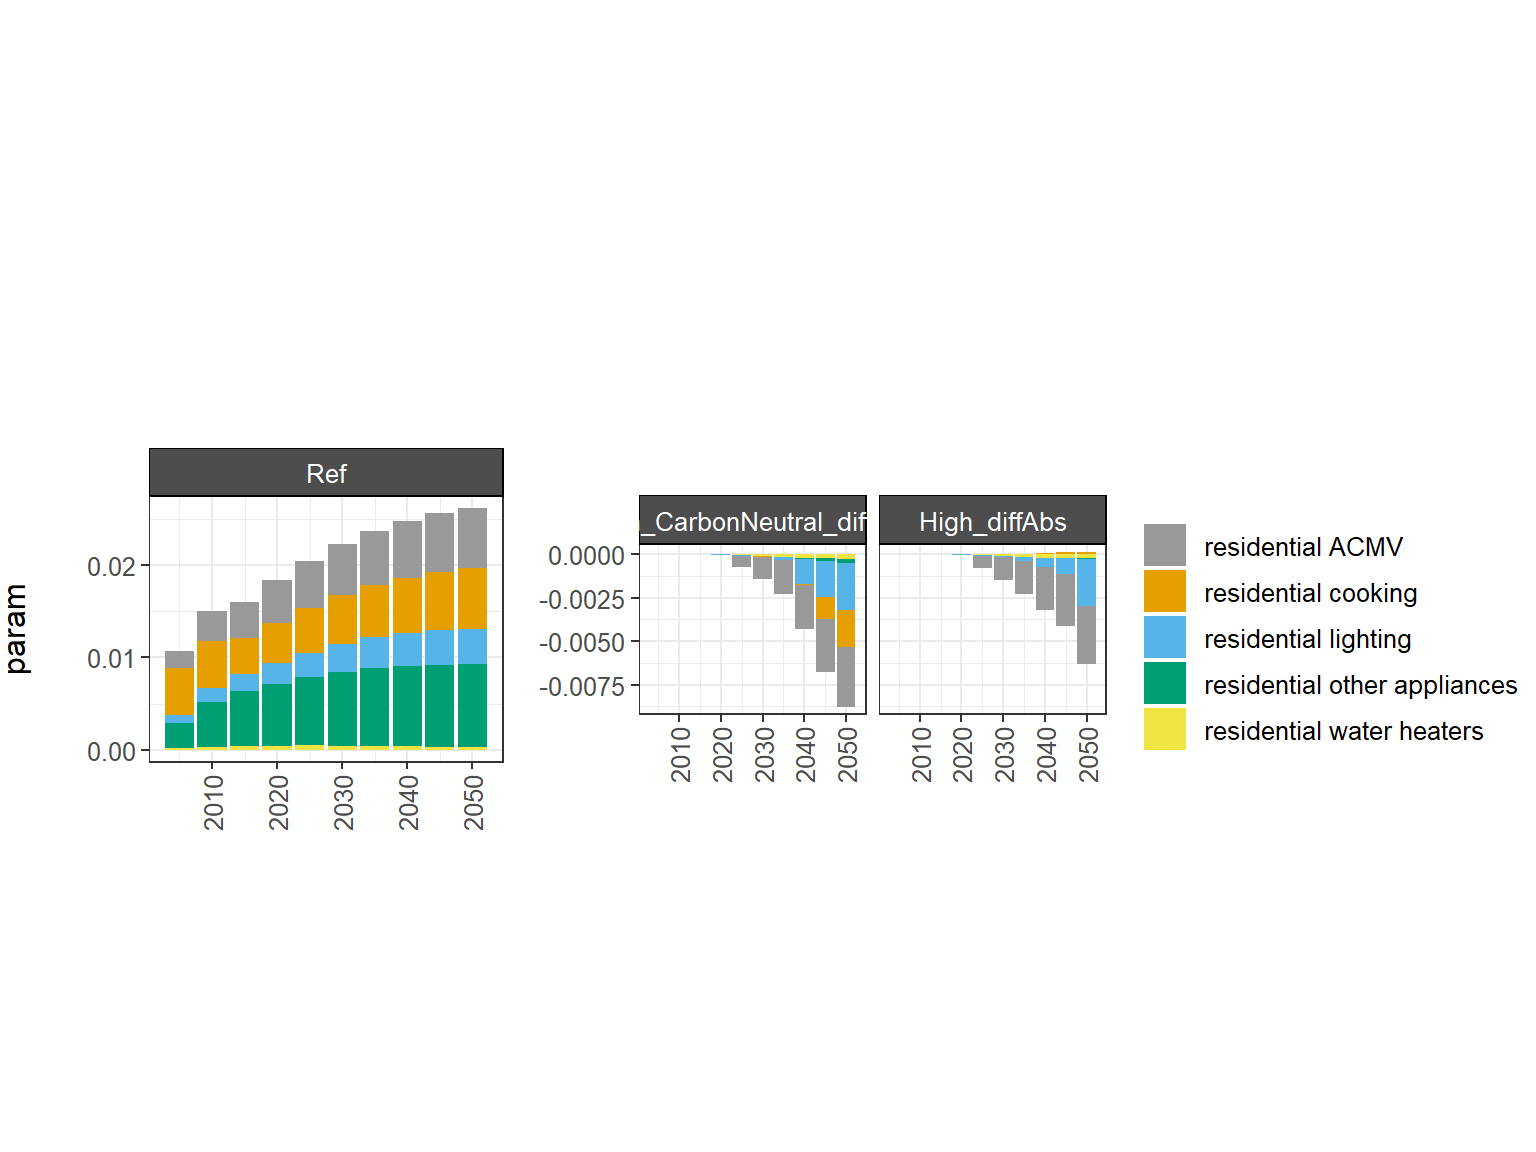 param
Ref
0.02
0.01
0.00
2010
2020
2030
2040
2050
_CarbonNeutral_dif
High_diffAbs
0.0000
-0.0025
-0.0050
-0.0075
2010
2020
2030
2040
2050
2010
2020
2030
2040
2050
residential ACMV
residential cooking
residential lighting
residential other appliances
residential water heaters